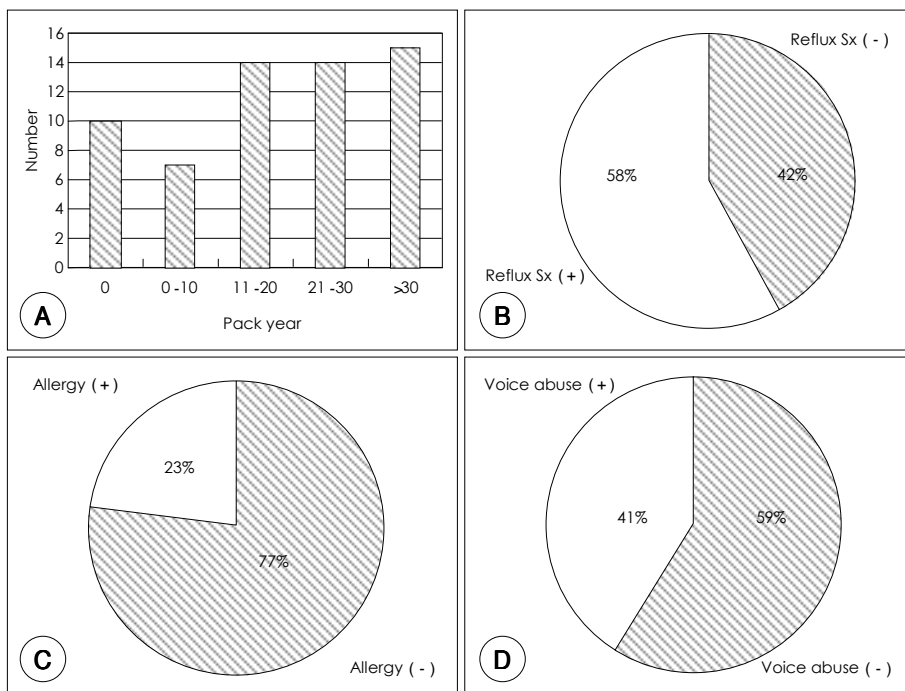 16
14
12
10
8
6
4
2
0
Number
0
0-10
11-20
21-30
>30
Pack year
A
Reflux Sx (-)
58%
42%
Reflux Sx (+)
B
Allergy (+)
23%
77%
C
Allergy (-)
Voice abuse (+)
41%
59%
D
Voice abuse (-)